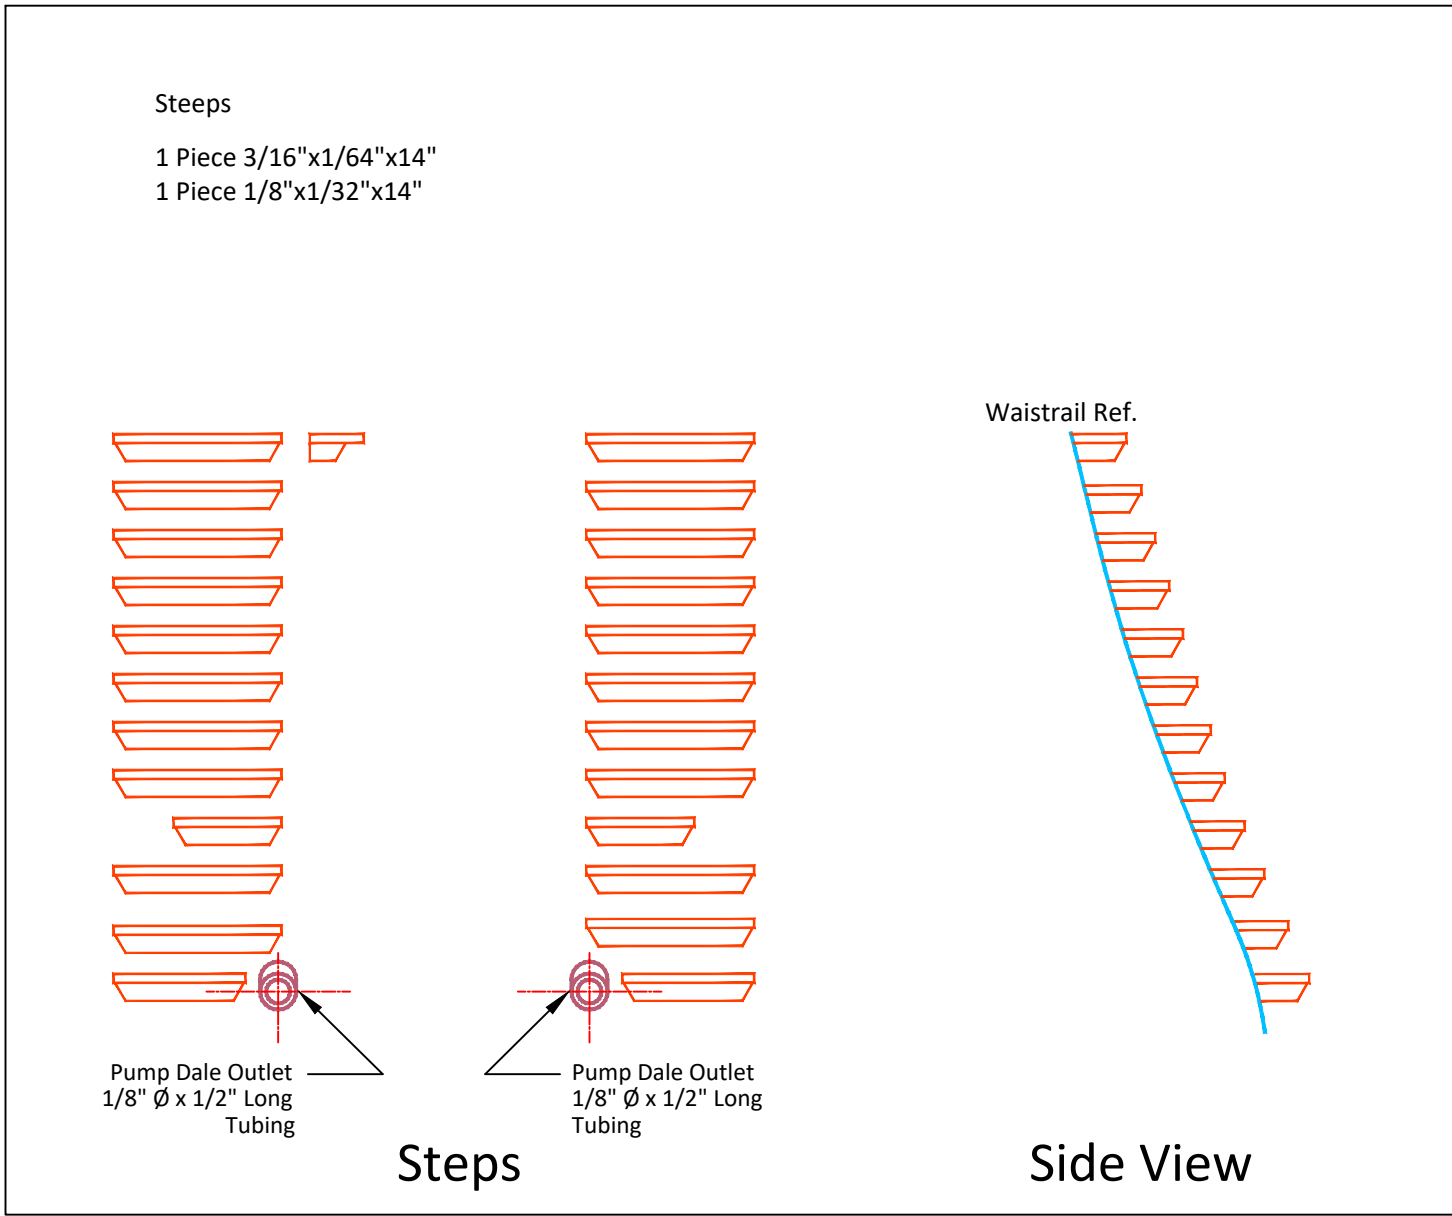 Steeps
1 Piece 3/16"x1/64"x14"
1 Piece 1/8"x1/32"x14"
Waistrail Ref.
Pump Dale Outlet
1/8" Ø x 1/2" Long
Tubing
Pump Dale Outlet
1/8" Ø x 1/2" Long
Tubing
Steps
Side View